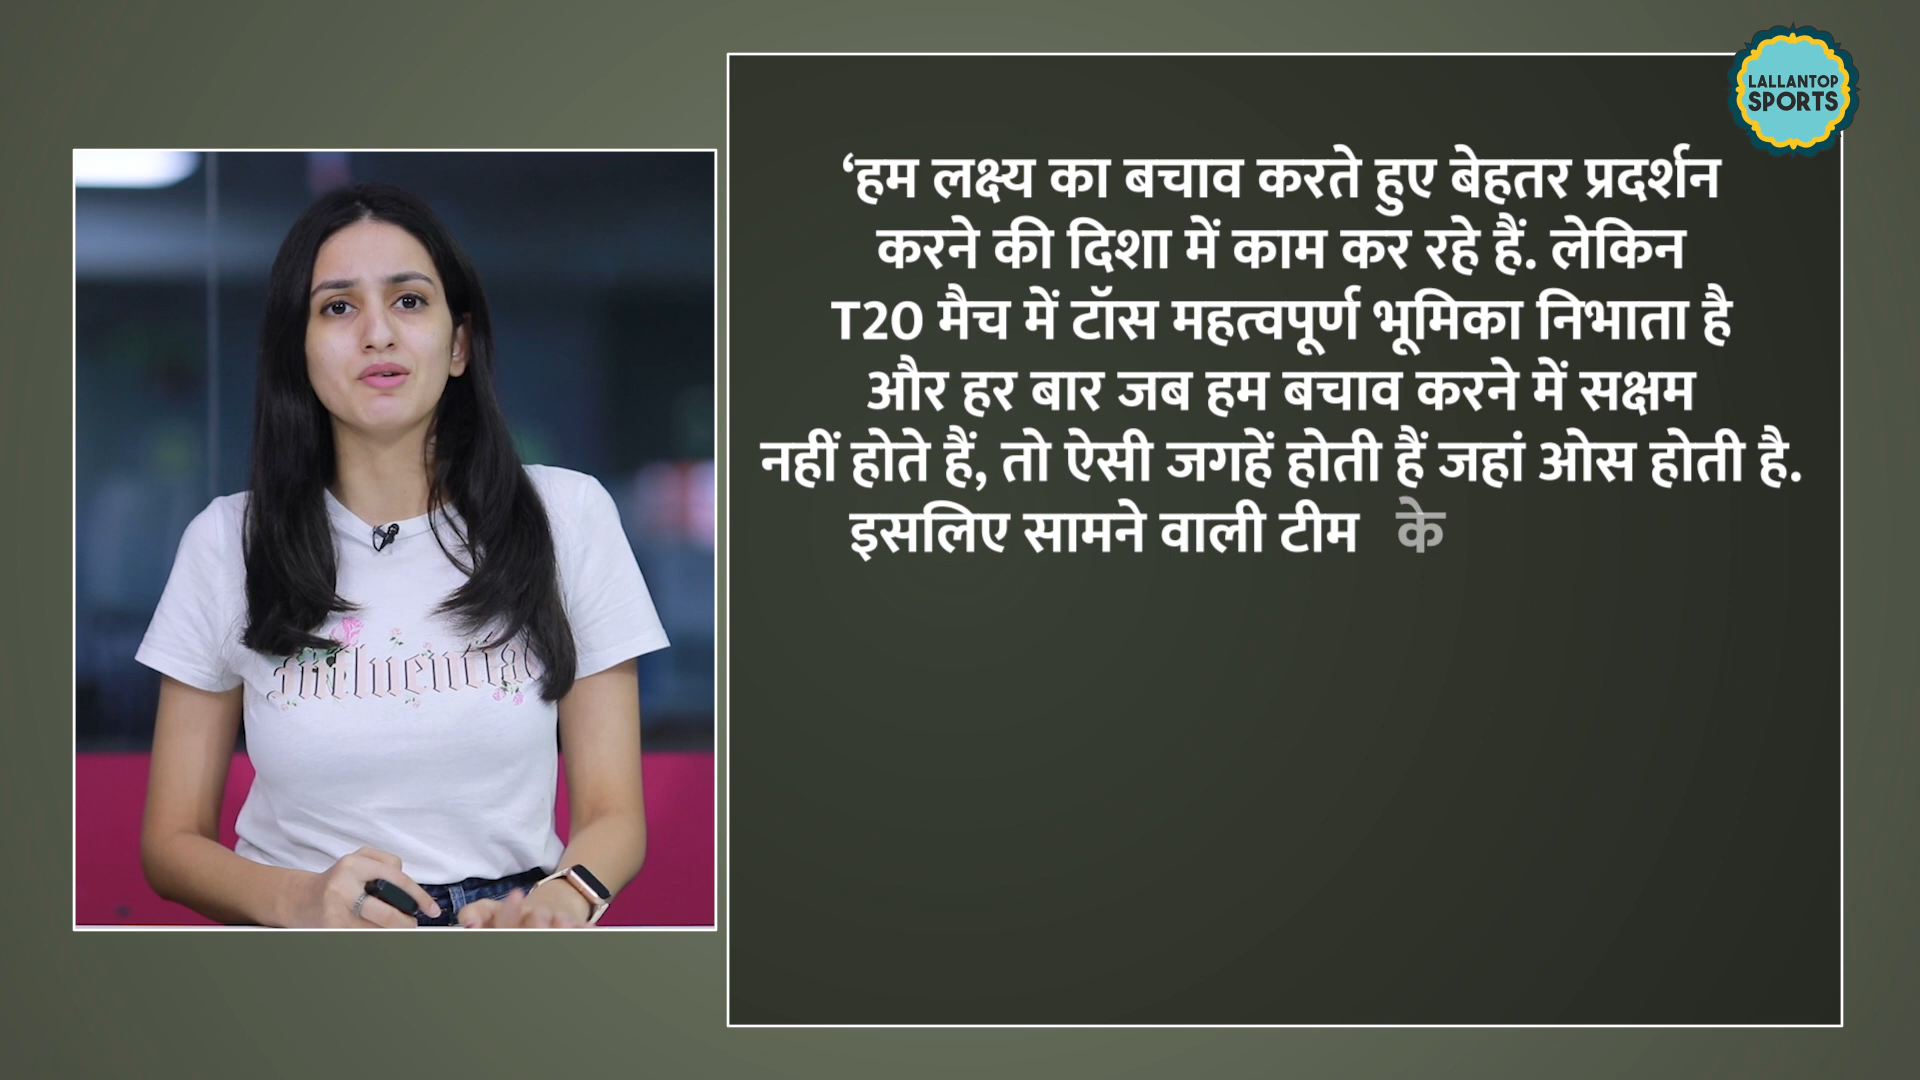 LALLANTOP
SPORTS
‘हम लक्ष्य का बचाव करते हुए बेहतर प्रदर्शन
करने की दिशा में काम कर रहे हैं. लेकिन
T20 मैच में टॉस महत्वपूर्ण भूमिका निभाता है
और हर बार जब हम बचाव करने में सक्षम
नहीं होते हैं, तो ऐसी जगहें होती हैं जहां ओस होती है.
इसलिए सामने वाली टीम के
influential